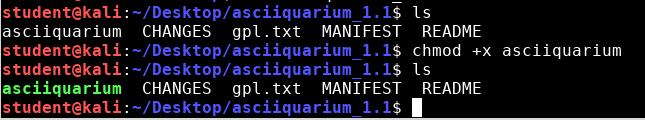 student@kali:~/Desktop/asciiquarium_1.1$ ls
asciiquarium  CHANGES  gpl.txt  MANIFEST  README
student@kali:~/Desktop/asciiquarium_1.1$ chmod +x asciiquarium
student@kali:~/Desktop/asciiquarium_1.1$ ls
asciiquarium  CHANGES  gpl.txt  MANIFEST  README
student@kali:~/Desktop/asciiquarium_1.1$